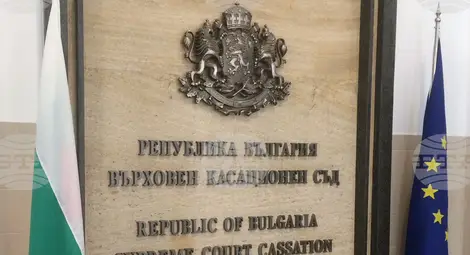 РЕПУБЛИКА БЪЛГАРИЯ
ВЪРХОВЕН КАСАЦИОНЕН СЪД
REPUBLIC OF BULGARIA
SUPREME COURT CASSATION